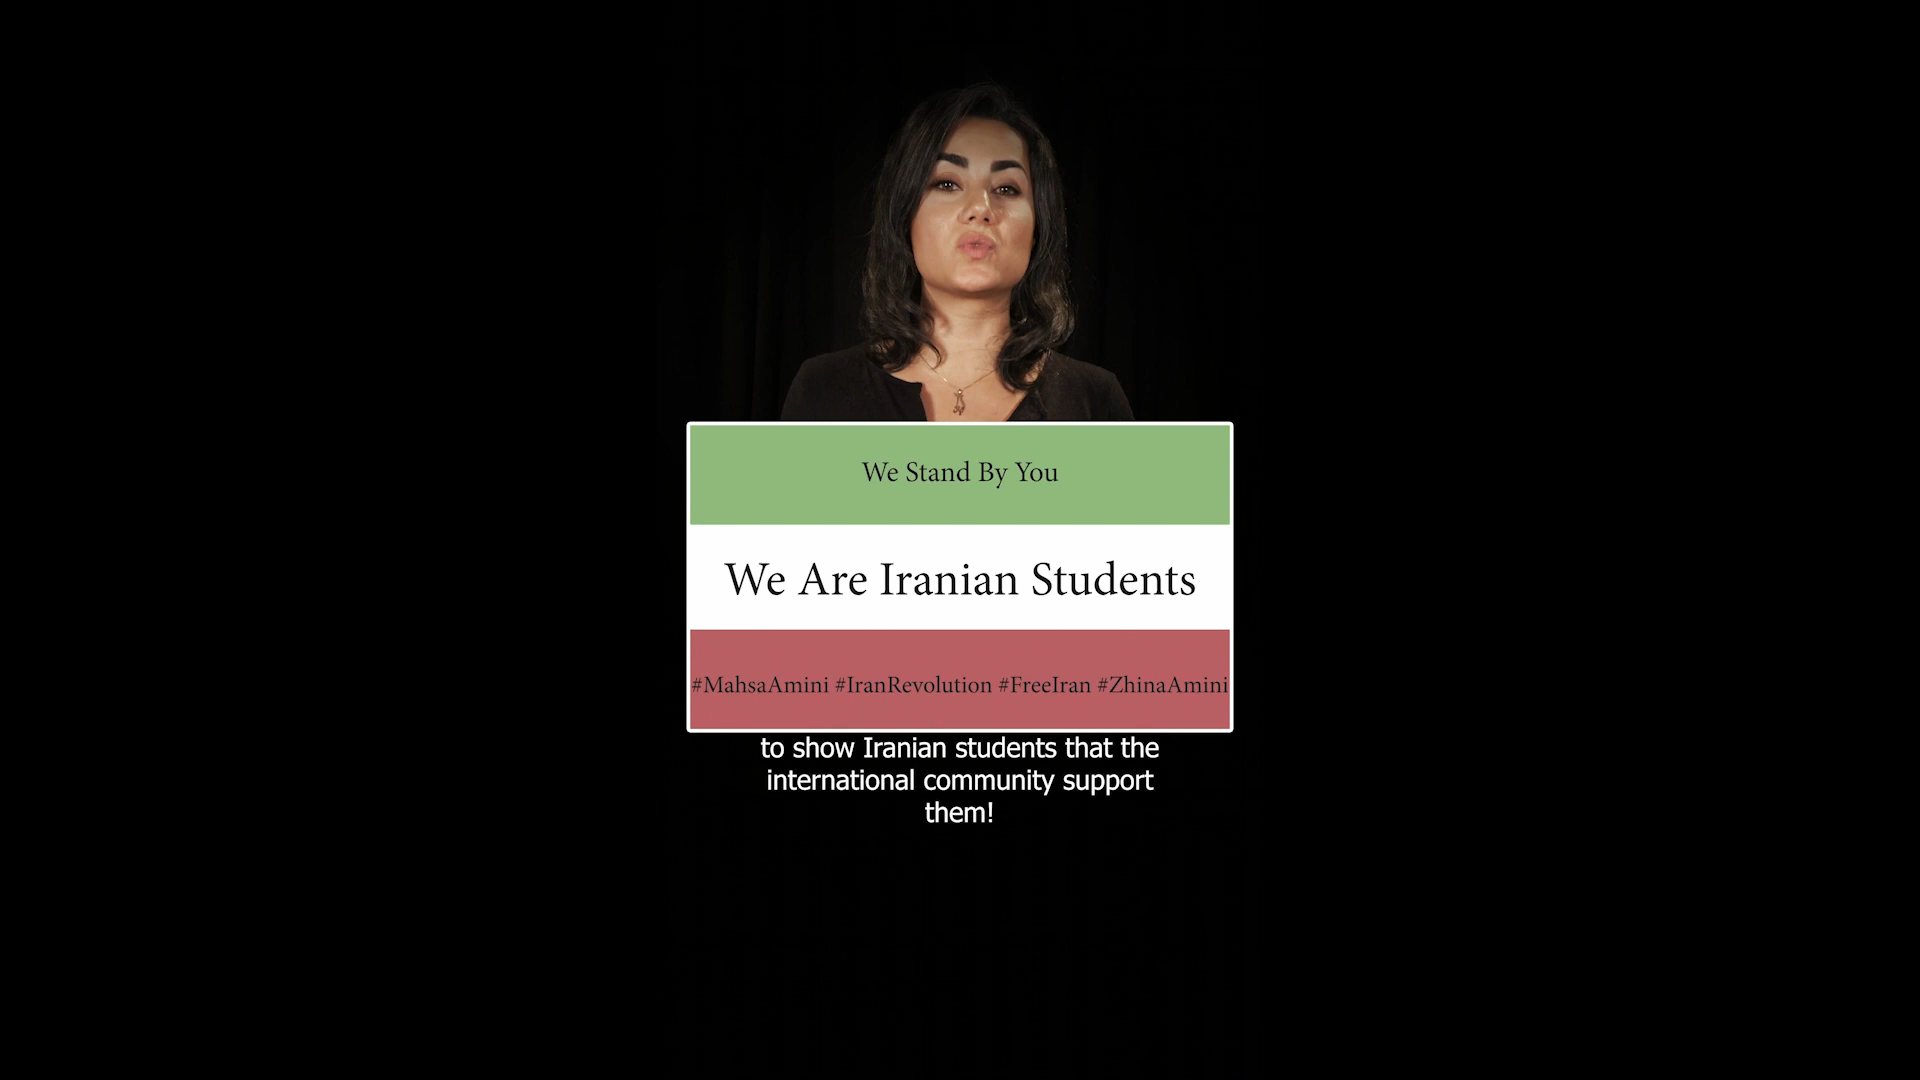 We Stand By You
We Are Iranian Students
#MahsaAmini #IranRevolution #FreeIran #ZhinaAmini
to show Iranian students that the
international community support
them!